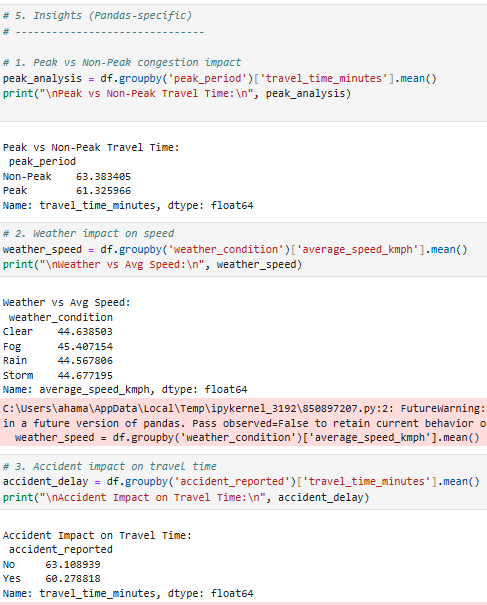 # 5. Insights (Pandas-specific)
# -----------------------------
# 1. Peak vs Non-Peak congestion impact
peak_analysis = df.groupby('peak_period')['travel_time_minutes'].mean()
print("\nPeak vs Non-Peak Travel Time:\n", peak_analysis)
Peak vs Non-Peak Travel Time:
peak_period
Non-Peak    63.383405
Peak        61.325966
Name: travel_time_minutes, dtype: float64
# 2. Weather impact on speed
weather_speed = df.groupby('weather_condition')['average_speed_kmph'].mean()
print("\nWeather vs Avg Speed:\n", weather_speed)
Weather vs Avg Speed:
weather_condition
Clear    44.638503
Fog      45.407154
Rain     44.567806
Storm    44.677195
Name: average_speed_kmph, dtype: float64
C:\Users\ahama\AppData\Local\Temp\ipykernel_3192\850897207.py:2: FutureWarning:
in a future version of pandas. Pass observed=False to retain current behavior o
weather_speed = df.groupby('weather_condition')['average_speed_kmph'].mean()
# 3. Accident impact on travel time
accident_delay = df.groupby('accident_reported')['travel_time_minutes'].mean()
print("\nAccident Impact on Travel Time:\n", accident_delay)
Accident Impact on Travel Time:
accident_reported
No     63.108939
Yes    60.278818
Name: travel_time_minutes, dtype: float64